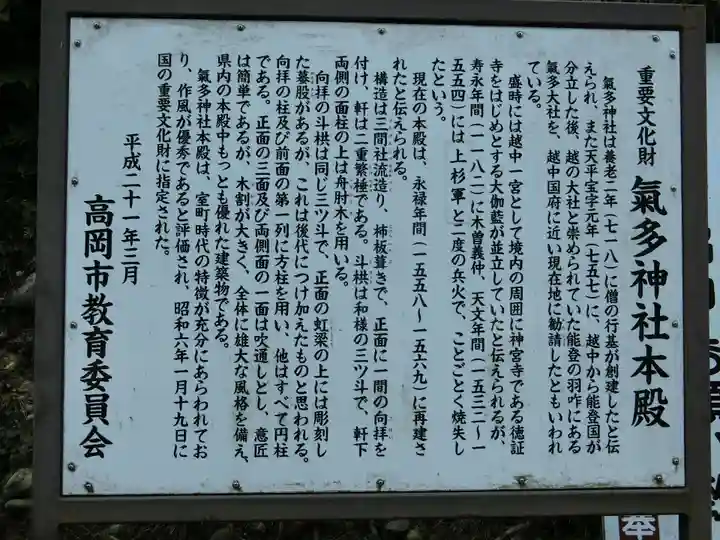 重要文化財 氣多神社本殿
氣多神社は養老二年(七一八)に僧の行基が創建したと伝
えられ、また天平宝字元年(七五七)に、越中から能登国が
分立した後、越の大社と崇められていた能登の羽咋にある
氣多大社を、越中国府に近い現在地に勧請したともいわれ
ている。
盛時には越中一宮として境内の周囲に神宮寺である徳証
寺をはじめとする大伽藍が並立していたと伝えられるが、
寿永年間(一一八二)に木曽義仲、天文年間(一五三二~一
五五四)には上杉軍と二度の兵火で、ことごとく焼失し
たという。
現在の本殿は、永禄年間(一五五八~一五六九)に再建さ
れたと伝えられる。
構造は三間社流造り、柿板葺きで、正面に一間の向拝を
付け、軒は二重繁棰である。斗栱は和様の三ツ斗で、軒下
両側の面柱の上は舟肘木を用いる。
向拝の斗栱は同じ三ツ斗で、正面の虹梁の上には彫刻し
た蟇股があるが、これは後代につけ加えたものと思われる。
向拝の柱及び前面の第一列に方柱を用い、他はすべて円柱
である。正面の三面及び両側面の一面は吹通しとし、意匠
は簡単であるが、木割が大きく、全体に雄大な風格を備え、
県内の本殿中もっとも優れた建築物である。
氣多神社本殿は、室町時代の特徴が充分にあらわれてお
り、作風が優秀であると評価され、昭和六年一月十九日に
国の重要文化財に指定された。
平成二十一年三月
高岡市教育委員会
奉